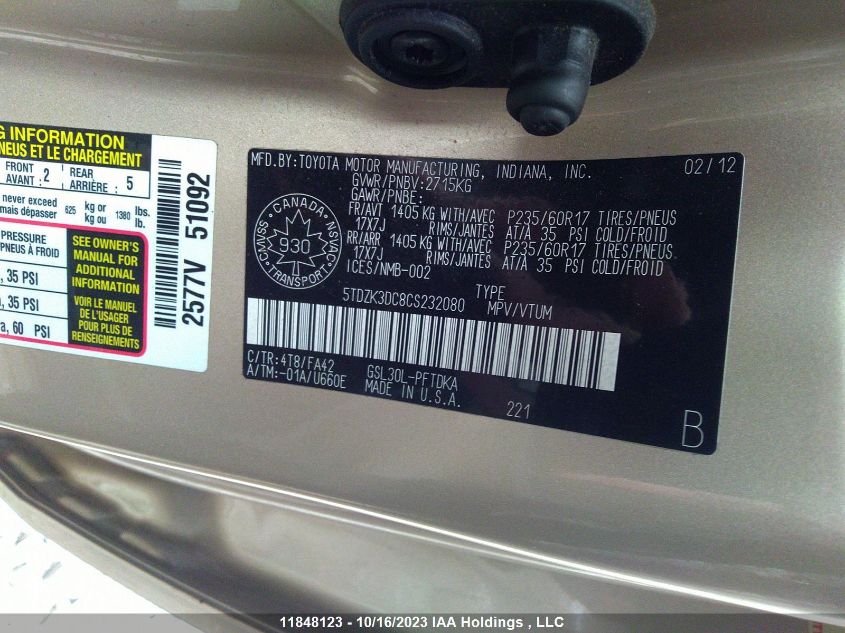 G INFORMATION
PNEUS ET LE CHARGEMENT
FRONT
AVANT : 2
REAR
ARRIÈRE : 5
never exceed
mais dépasser
625 kg or
kg ou
1380 lbs.
lb.
PRESSURE
PNEUS À FROID
, 35 PSI
, 35 PSI
a, 60 PSI
SEE OWNER'S
MANUAL FOR
ADDITIONAL
INFORMATION
VOIR LE MANUEL
DE L'USAGER
POUR PLUS DE
RENSEIGNEMENTS
2577V 51092
MFD.BY:TOYOTA MOTOR MANUFACTURING, INDIANA, INC. 02/12
GVWR/PNBV:2715KG
GAWR/PNBE:
FR/AVT 1405 KG WITH/AVEC P235/60R17 TIRES/PNEUS
17X7J RIMS/JANTES AT/A 35 PSI COLD/FROID
RR/ARR 1405 KG WITH/AVEC P235/60R17 TIRES/PNEUS
17X7J RIMS/JANTES AT/A 35 PSI COLD/FROID
ICES/NMB-002
CANADA
CMVSS NSVAC
930
TRANSPORT
5TDZK3DC8CS232080 TYPE
MPV/VTUM
C/TR:4T8/FA42 GSL30L-PFTDKA
A/TM:-01A/U660E MADE IN U.S.A.
221
B
11848123 - 10/16/2023 IAA Holdings , LLC